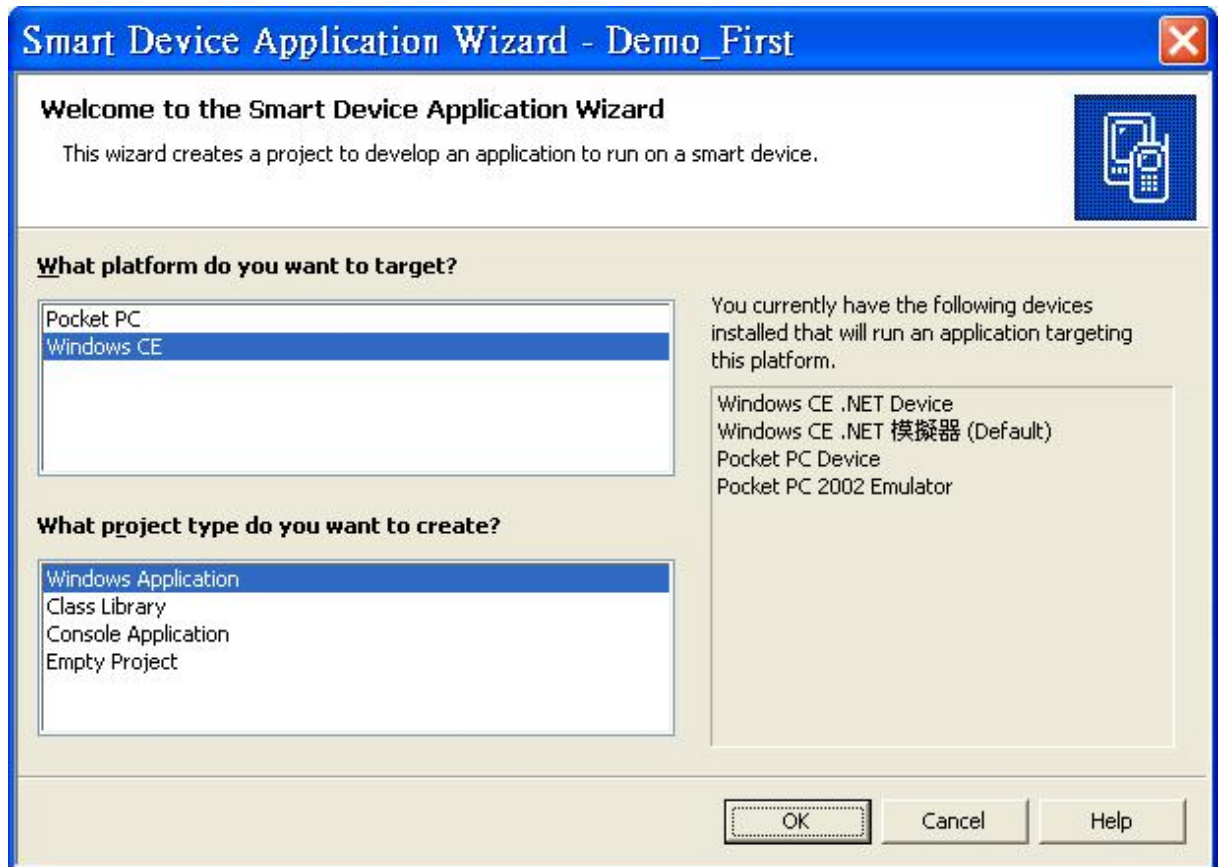 Smart Device Application Wizard - Demo_First
Welcome to the Smart Device Application Wizard
This wizard creates a project to develop an application to run on a smart device.
What platform do you want to target?
Pocket PC
Windows CE
You currently have the following devices
installed that will run an application targeting
this platform.
Windows CE .NET Device
Windows CE .NET 模擬器 (Default)
Pocket PC Device
Pocket PC 2002 Emulator
What project type do you want to create?
Windows Application
Class Library
Console Application
Empty Project
OK
Cancel
Help